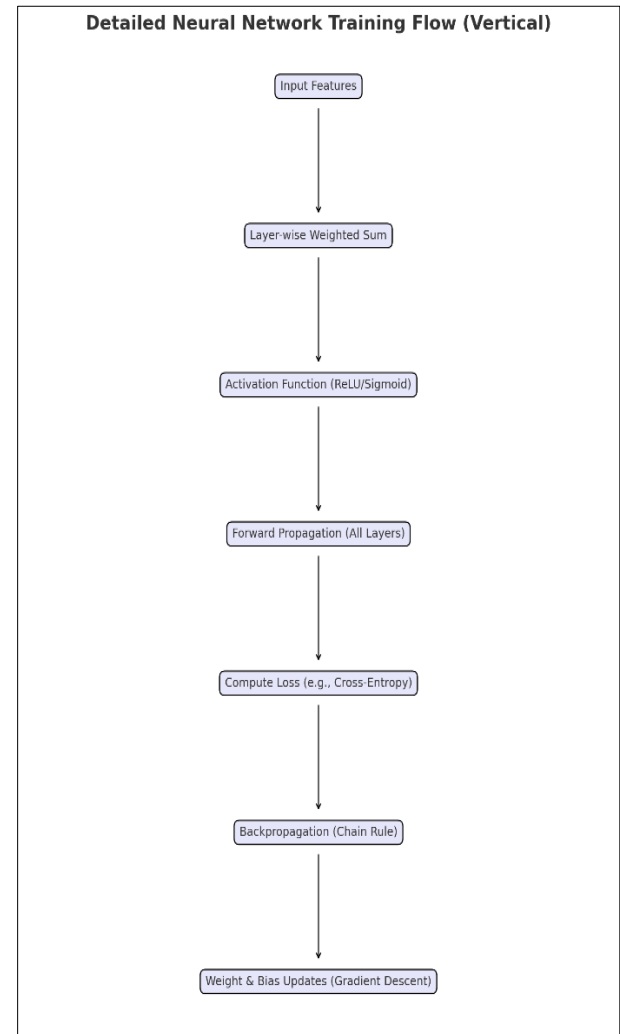 Detailed Neural Network Training Flow (Vertical)
Input Features
Layer-wise Weighted Sum
Activation Function (ReLU/Sigmoid)
Forward Propagation (All Layers)
Compute Loss (e.g., Cross-Entropy)
Backpropagation (Chain Rule)
Weight & Bias Updates (Gradient Descent)